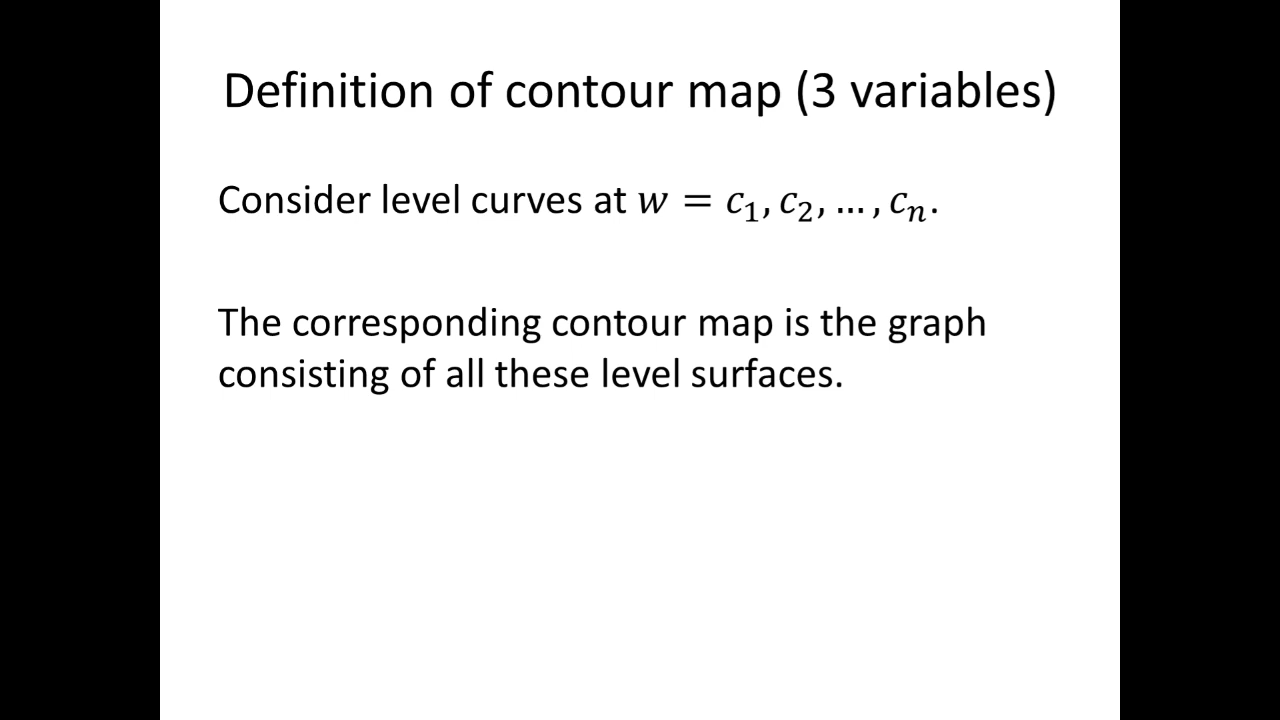 Definition of contour map (3 variables)
Consider level curves at w = c₁, c₂, … , cₙ.
The corresponding contour map is the graph
consisting of all these level surfaces.